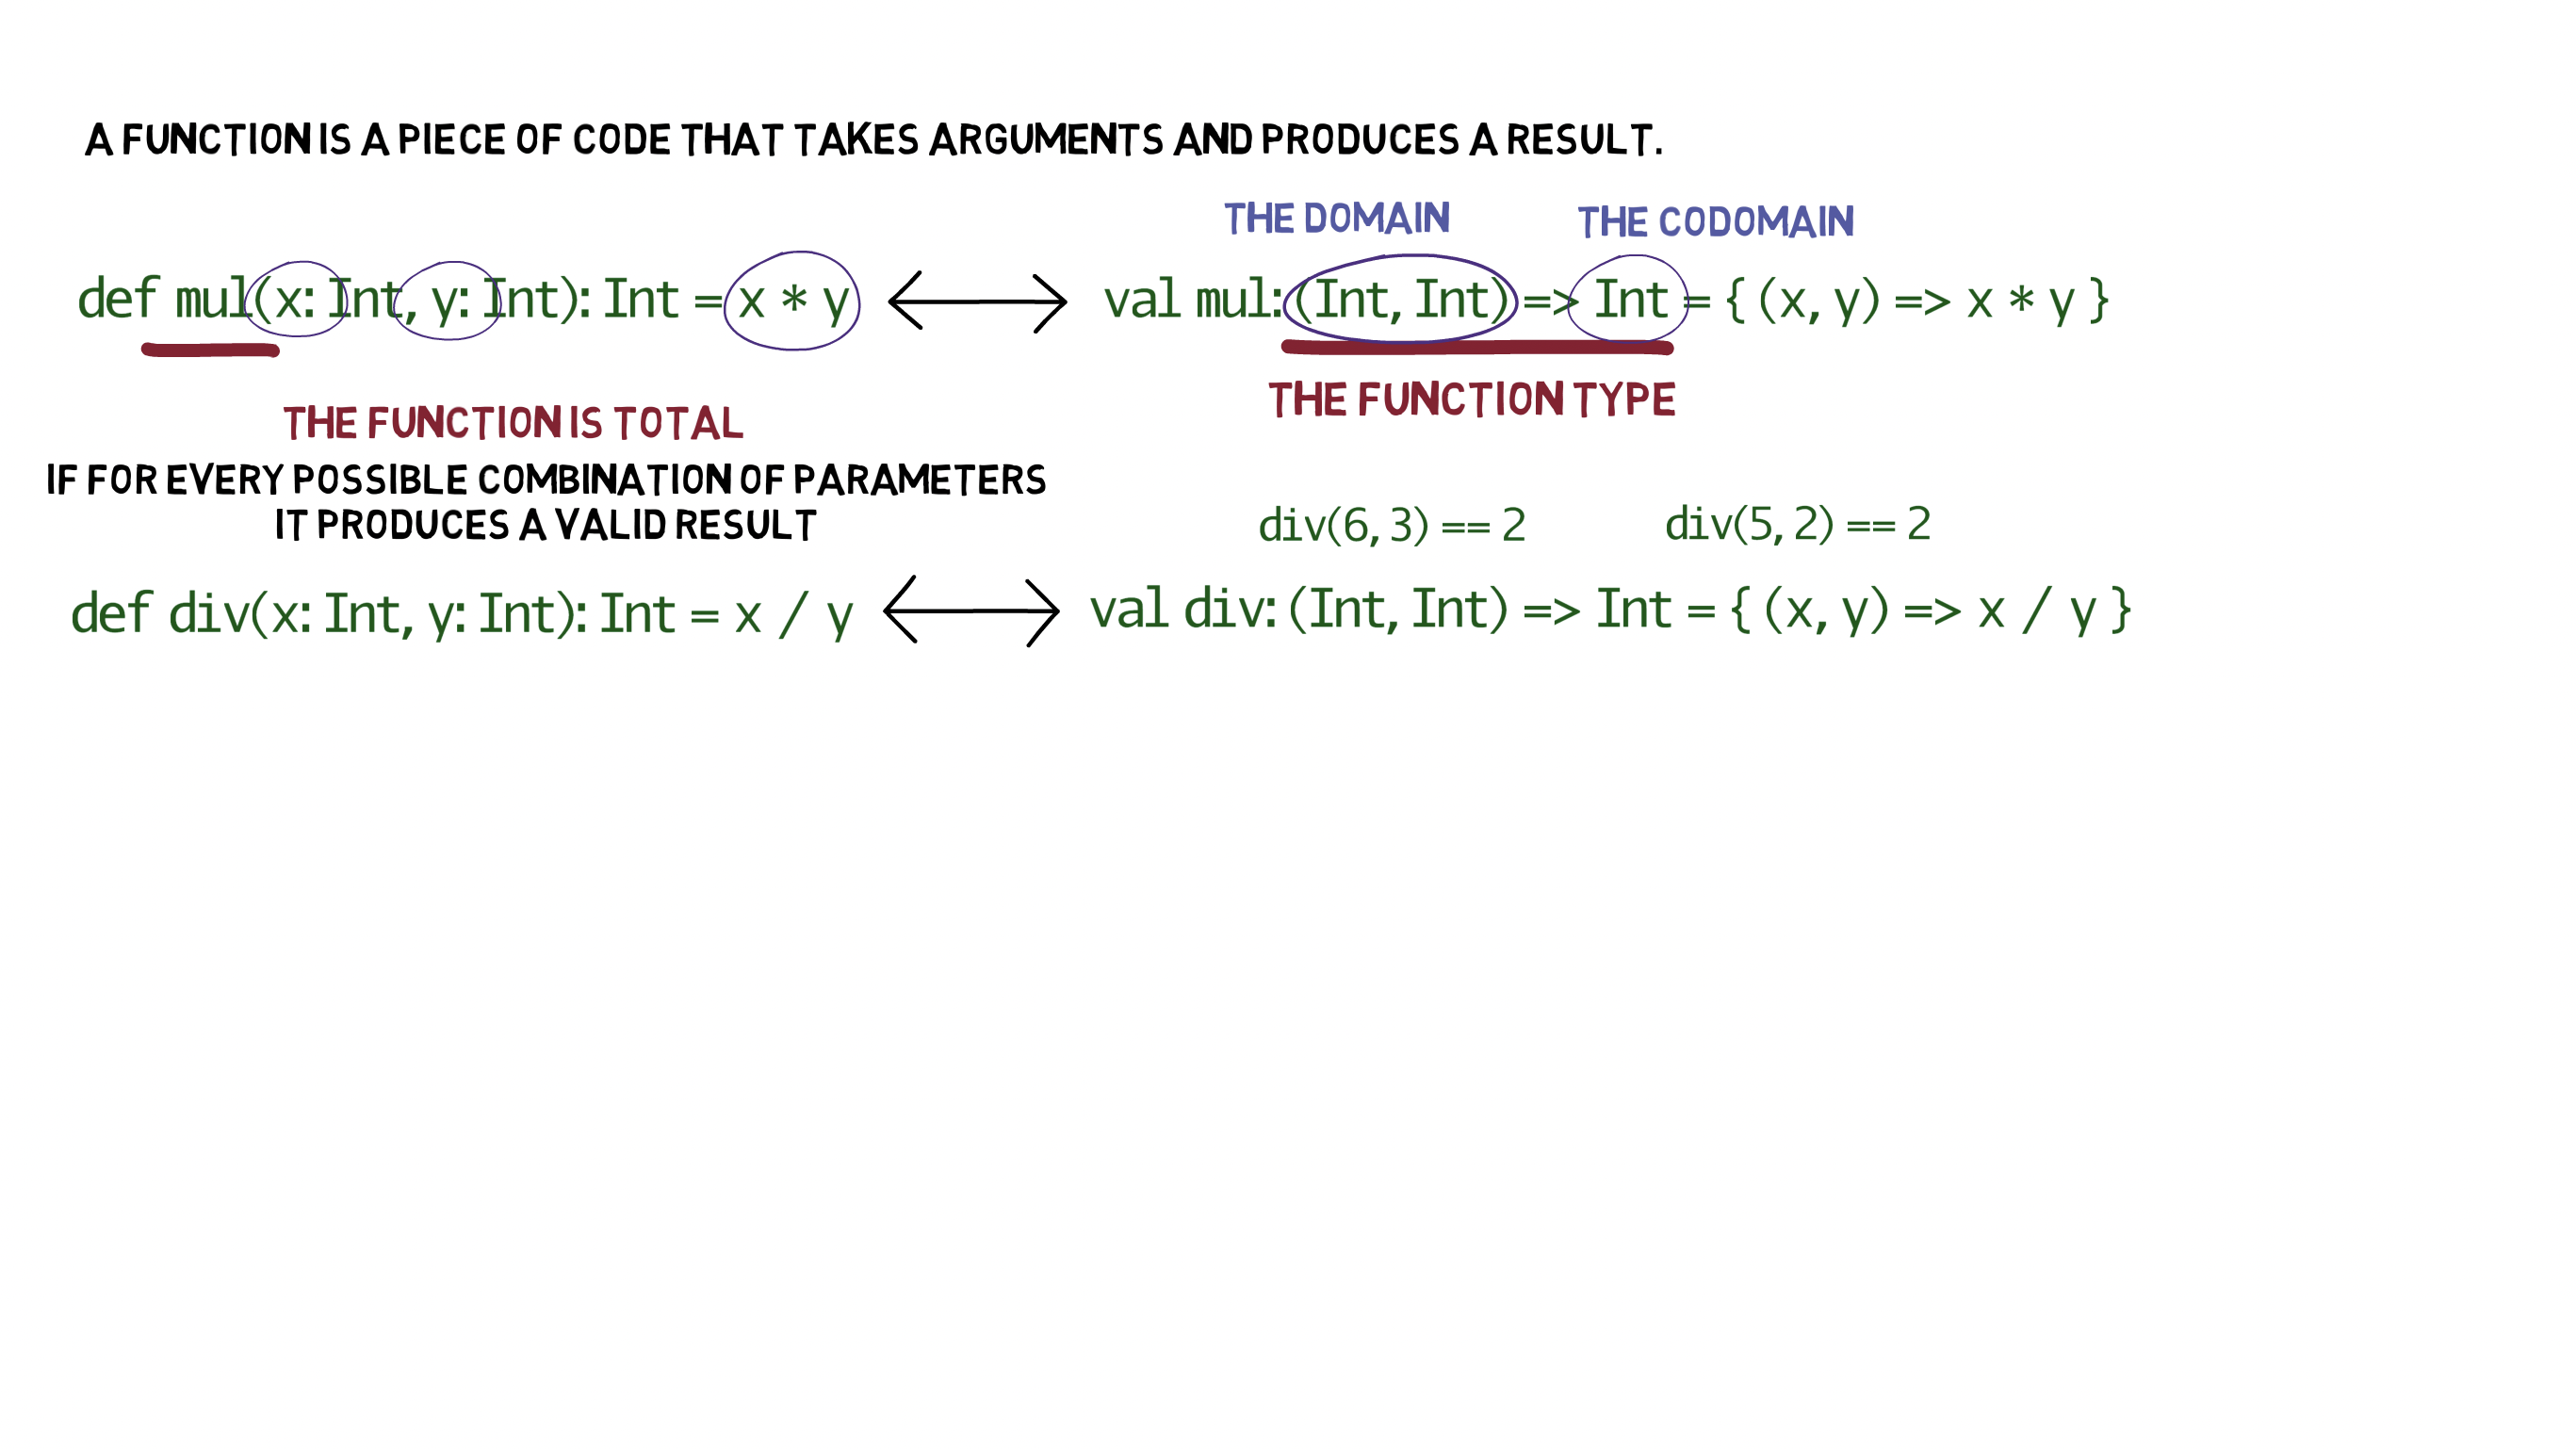 A FUNCTION IS A PIECE OF CODE THAT TAKES ARGUMENTS AND PRODUCES A RESULT.
THE DOMAIN THE CODOMAIN
def mul(x: Int, y: Int): Int = x * y val mul: (Int, Int) => Int = { (x, y) => x * y }
THE FUNCTION TYPE
THE FUNCTION IS TOTAL
IF FOR EVERY POSSIBLE COMBINATION OF PARAMETERS
IT PRODUCES A VALID RESULT
div(6, 3) == 2 div(5, 2) == 2
def div(x: Int, y: Int): Int = x / y val div: (Int, Int) => Int = { (x, y) => x / y }